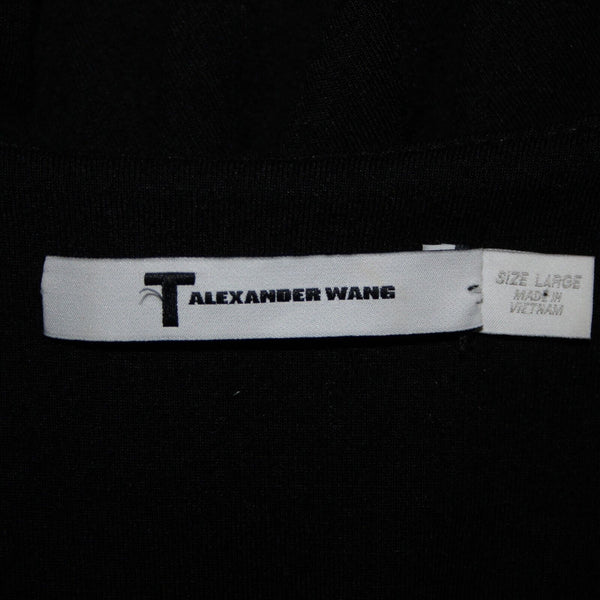 T ALEXANDER WANG
SIZE LARGE
MADE IN
VIETNAM